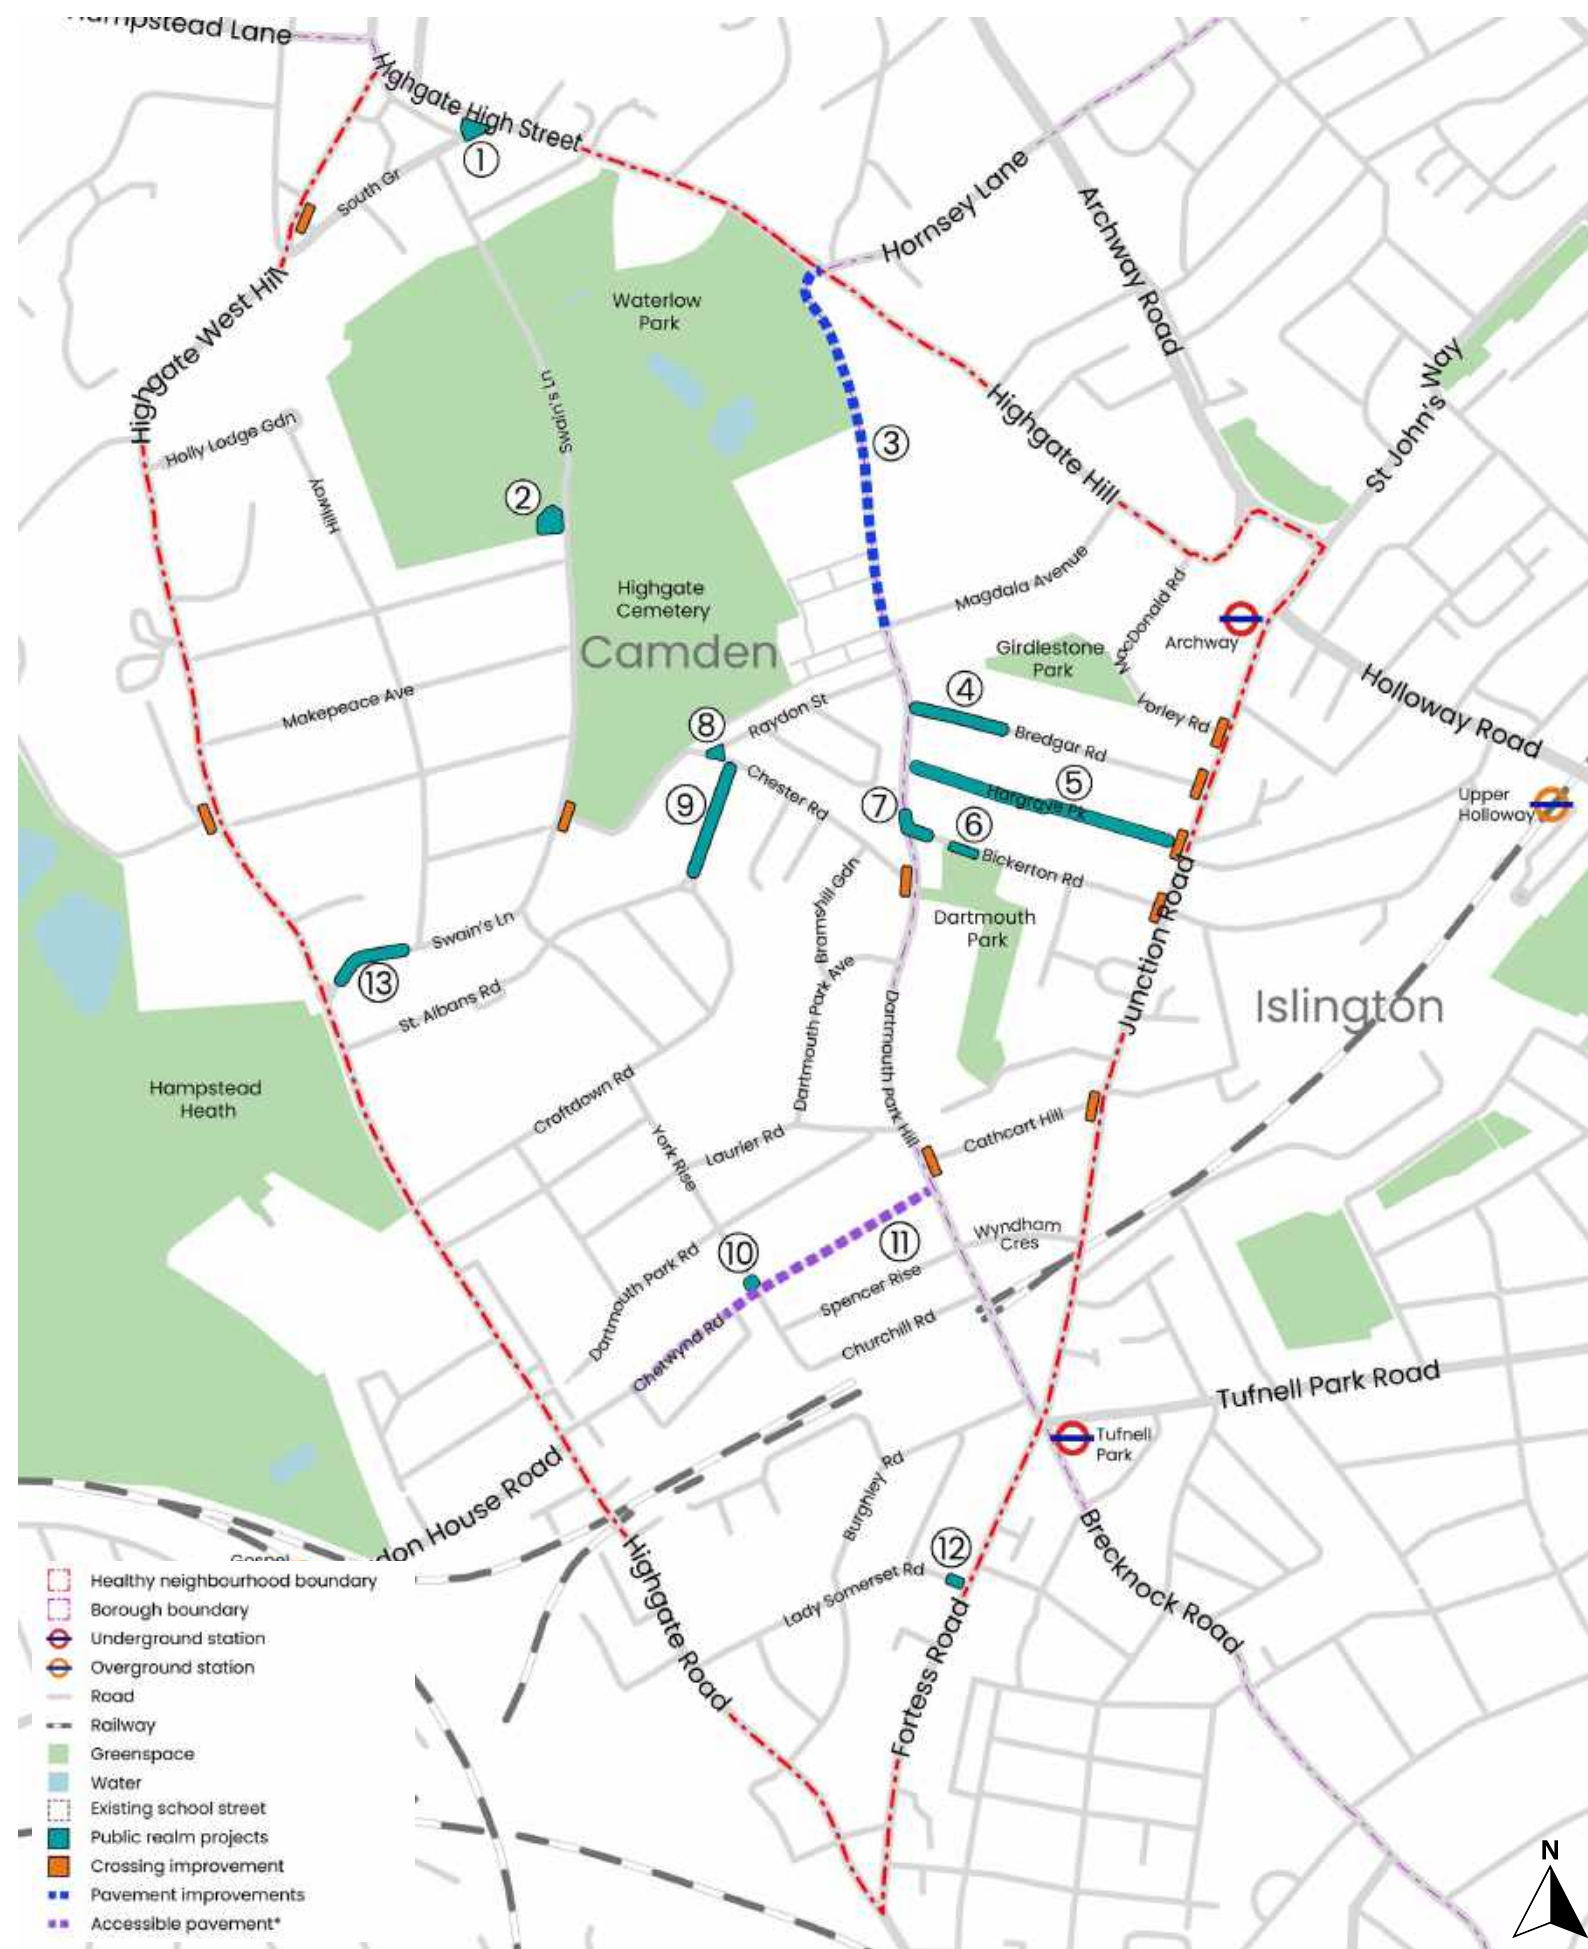 Hampstead Lane
Highgate High Street
①
South Gr
Hornsey Lane
Archway Road
Highgate West Hill
Waterlow
Park
Swain's Ln
St John's Way
Holly Lodge Gdn
Hillway
③
Highgate Hill
②
Highgate
Cemetery
Camden
Magdala Avenue
MacDonald Rd
Archway
Girdlestone
Park
Makepeace Ave
④
Vorley Rd
Holloway Road
⑧
Raydon St
Bredgar Rd
Chester Rd
⑤
Hargrove Pk
Upper
Holloway
⑨
⑦
⑥
Bickerton Rd
Bramshill Gdn
Dartmouth
Park
Junction Road
Swain's Ln
⑬
St. Albans Rd
Dartmouth Park Ave
Dartmouth Park Hill
Islington
Hampstead
Heath
Croftdown Rd
York Rise
Laurier Rd
Cathcart Hill
Wyndham
Cres
⑩
⑪
Dartmouth Park Rd
Spencer Rise
Churchill Rd
Chetwynd Rd
Tufnell Park Road
Tufnell
Park
Burghley Rd
don House Road
Gospel
Highgate Road
⑫
Lady Somerset Rd
Brecknock Road
Fortess Road
Healthy neighbourhood boundary
Borough boundary
Underground station
Overground station
Road
Railway
Greenspace
Water
Existing school street
Public realm projects
Crossing improvement
Pavement improvements
Accessible pavement*
N